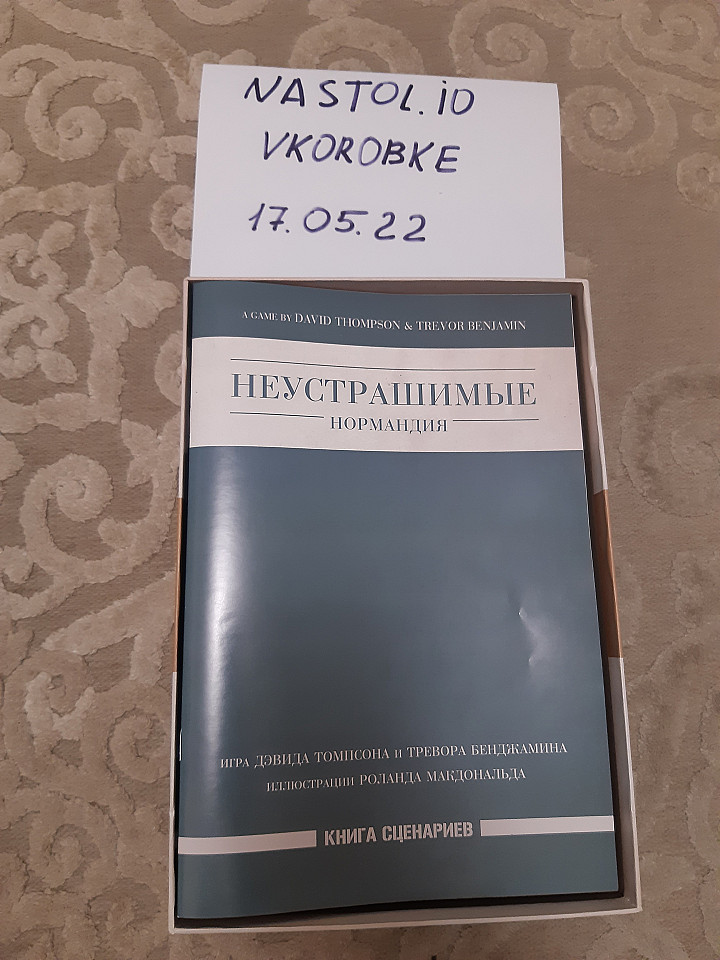 NASTOL.iO
VKOROBKE
17.05.22
A GAME BY DAVID THOMPSON & TREVOR BENJAMIN
НЕУСТРАШИМЫЕ
НОРМАНДИЯ
ИГРА ДЭВИДА ТОМПСОНА И ТРЕВОРА БЕНДЖАМИНА
ИЛЛЮСТРАЦИИ РОЛАНДА МАКДОНАЛЬДА
КНИГА СЦЕНАРИЕВ